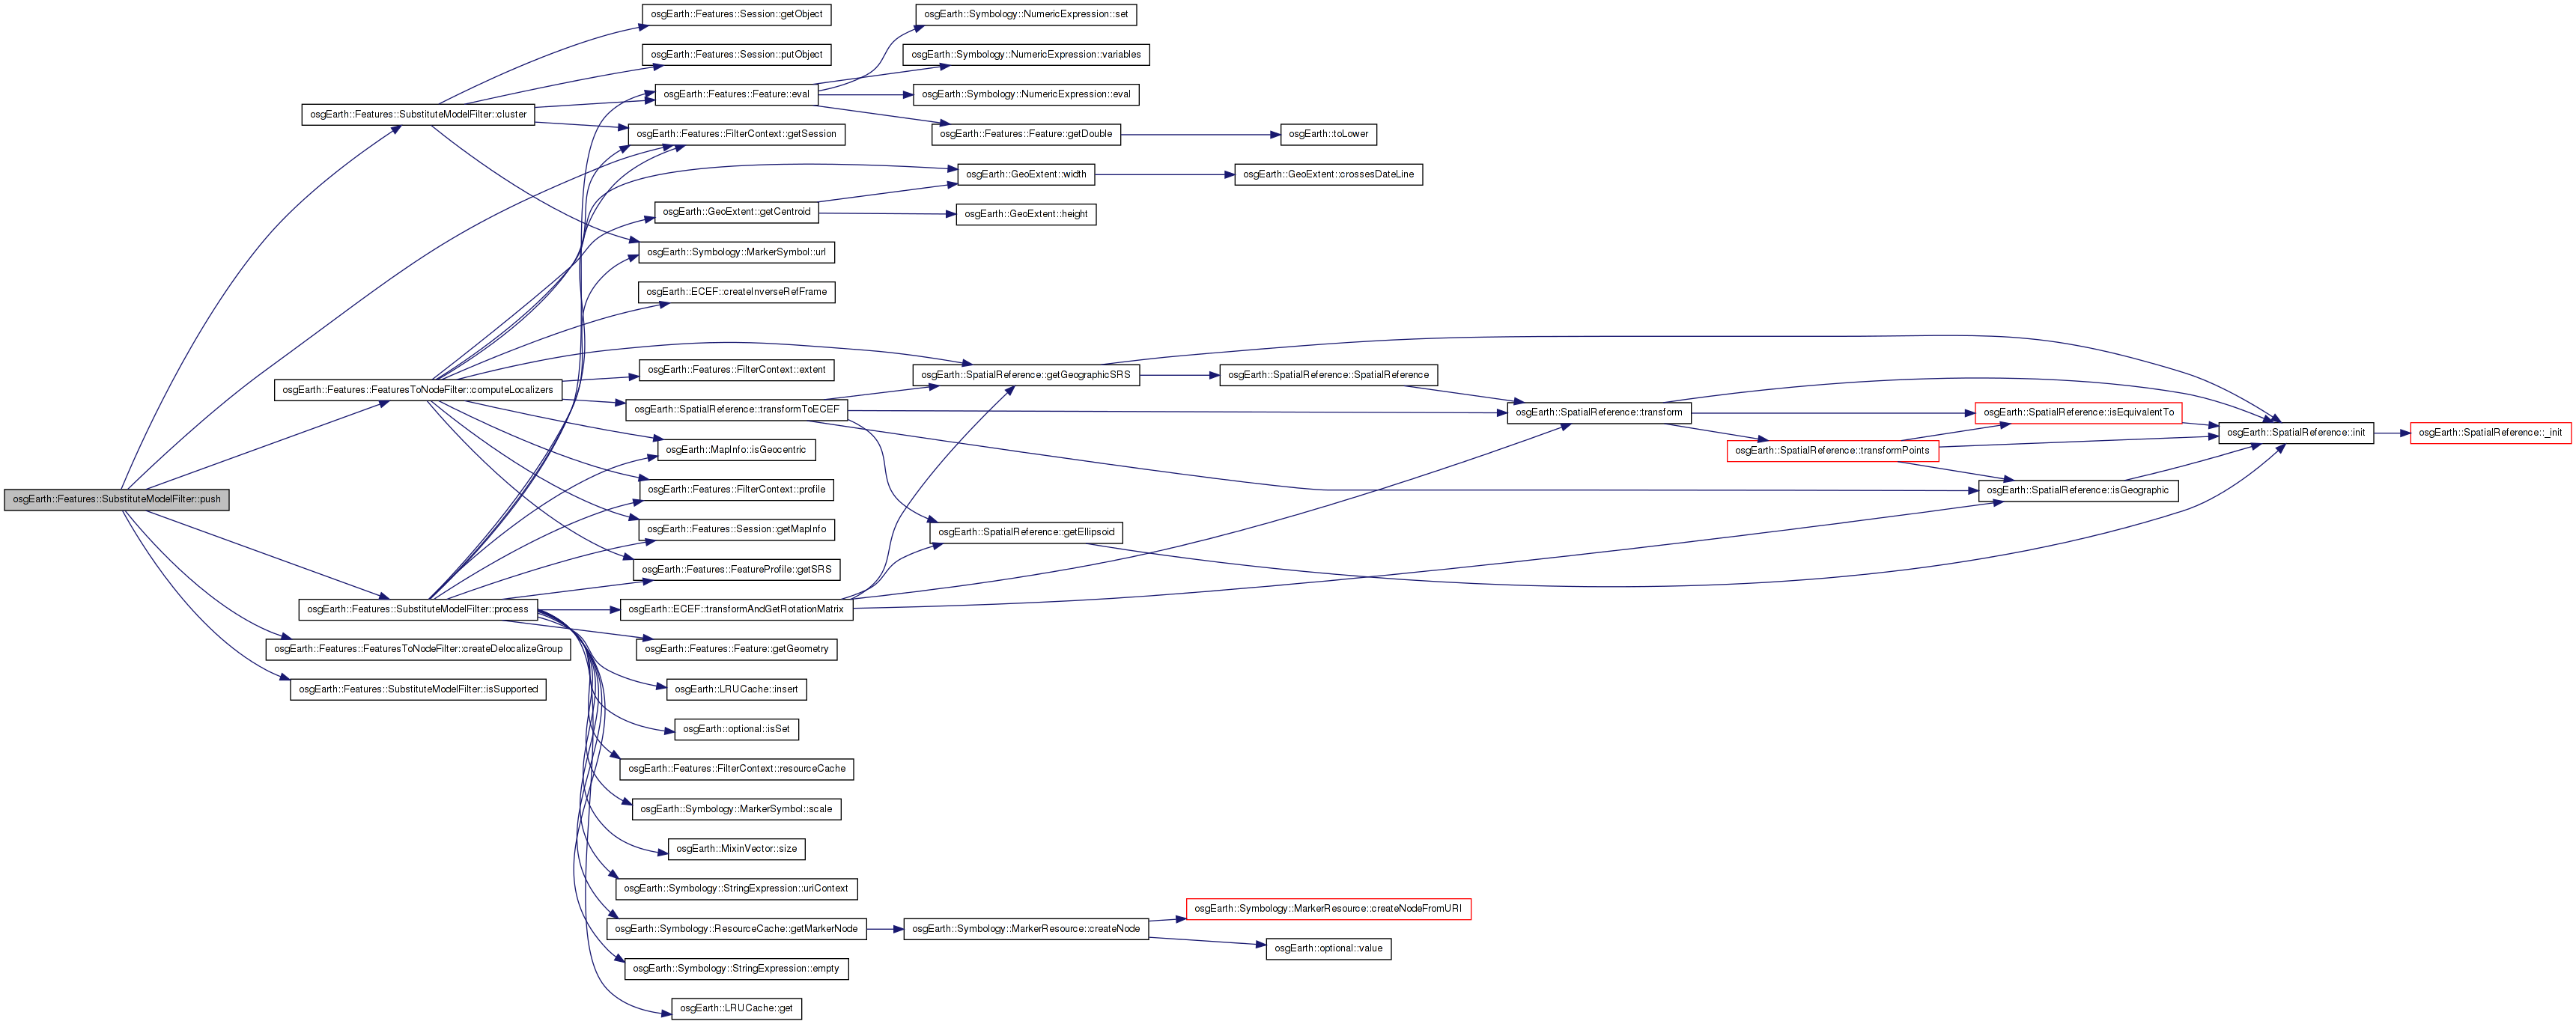 osgEarth::Features::SubstituteModelFilter::push
osgEarth::Features::SubstituteModelFilter::cluster
osgEarth::Features::FeaturesToNodeFilter::computeLocalizers
osgEarth::Features::SubstituteModelFilter::process
osgEarth::Features::FeaturesToNodeFilter::createDelocalizeGroup
osgEarth::Features::SubstituteModelFilter::isSupported
osgEarth::Features::Session::getObject
osgEarth::Features::Session::putObject
osgEarth::Features::Feature::eval
osgEarth::Features::FilterContext::getSession
osgEarth::GeoExtent::getCentroid
osgEarth::Symbology::MarkerSymbol::url
osgEarth::ECEF::createInverseRefFrame
osgEarth::Features::FilterContext::extent
osgEarth::SpatialReference::transformToECEF
osgEarth::MapInfo::isGeocentric
osgEarth::Features::FilterContext::profile
osgEarth::Features::Session::getMapInfo
osgEarth::Features::FeatureProfile::getSRS
osgEarth::ECEF::transformAndGetRotationMatrix
osgEarth::Features::Feature::getGeometry
osgEarth::LRUCache::insert
osgEarth::optional::isSet
osgEarth::Features::FilterContext::resourceCache
osgEarth::Symbology::MarkerSymbol::scale
osgEarth::MixinVector::size
osgEarth::Symbology::StringExpression::uriContext
osgEarth::Symbology::ResourceCache::getMarkerNode
osgEarth::Symbology::StringExpression::empty
osgEarth::LRUCache::get
osgEarth::Symbology::NumericExpression::set
osgEarth::Symbology::NumericExpression::variables
osgEarth::Symbology::NumericExpression::eval
osgEarth::Features::Feature::getDouble
osgEarth::GeoExtent::width
osgEarth::GeoExtent::height
osgEarth::SpatialReference::getGeographicSRS
osgEarth::SpatialReference::getEllipsoid
osgEarth::Symbology::MarkerResource::createNode
osgEarth::toLower
osgEarth::GeoExtent::crossesDateLine
osgEarth::SpatialReference::SpatialReference
osgEarth::Symbology::MarkerResource::createNodeFromURI
osgEarth::optional::value
osgEarth::SpatialReference::transform
osgEarth::SpatialReference::transformPoints
osgEarth::SpatialReference::isEquivalentTo
osgEarth::SpatialReference::isGeographic
osgEarth::SpatialReference::init
osgEarth::SpatialReference::_init